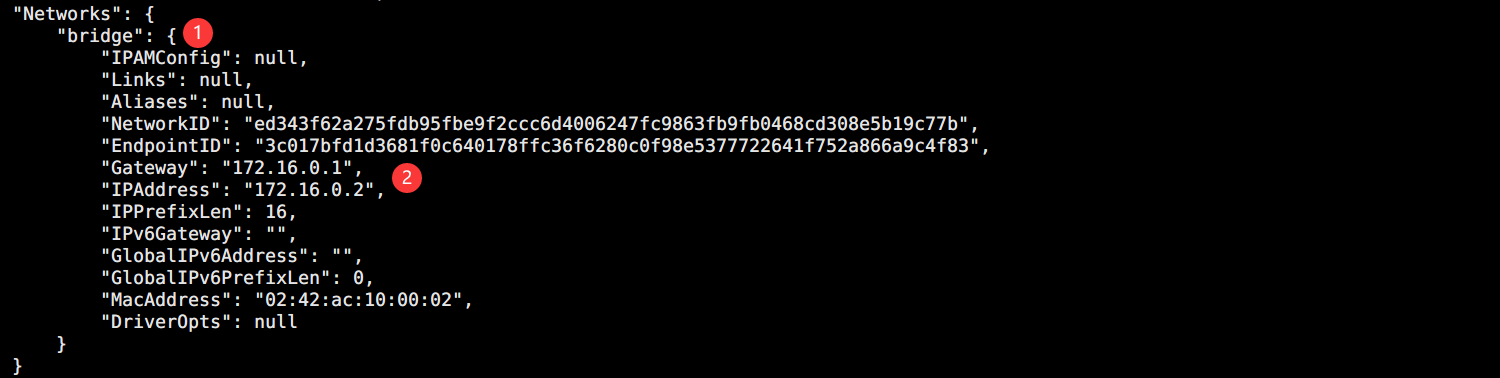 "Networks": {
"bridge": { 1
"IPAMConfig": null,
"Links": null,
"Aliases": null,
"NetworkID": "ed343f62a275fdb95fbe9f2ccc6d4006247fc9863fb9fb0468cd308e5b19c77b",
"EndpointID": "3c017bfd1d3681f0c640178ffc36f6280c0f98e5377722641f752a866a9c4f83",
"Gateway": "172.16.0.1",
2
"IPAddress": "172.16.0.2",
"IPPrefixLen": 16,
"IPv6Gateway": "",
"GlobalIPv6Address": "",
"GlobalIPv6PrefixLen": 0,
"MacAddress": "02:42:ac:10:00:02",
"DriverOpts": null
}
}